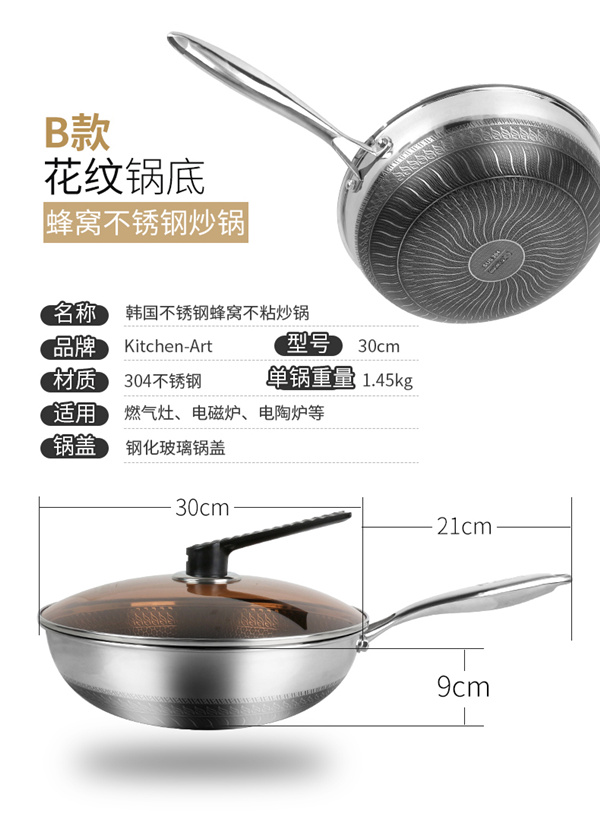 B款
花纹锅底
蜂窝不锈钢炒锅
名称 韩国不锈钢蜂窝不粘炒锅
品牌 Kitchen-Art 型号 30cm
材质 304不锈钢 单锅重量 1.45kg
适用 燃气灶、电磁炉、电陶炉等
锅盖 钢化玻璃锅盖
30cm
21cm
9cm